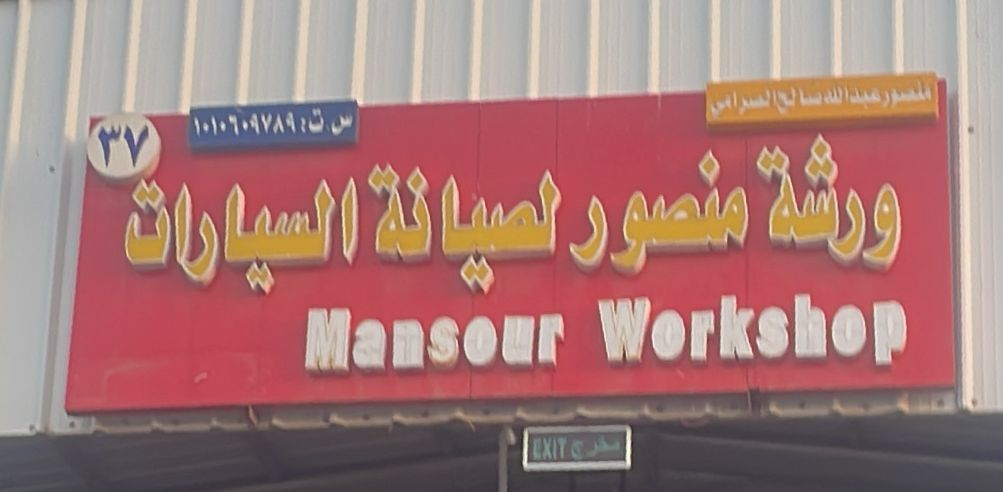 منصور عبدالله صالح الصرامي
س ت : ١٠١٠٦٠٩٧٨٩
٣٧
ورشة منصور لصيانة السيارات
Mansour Workshop
EXIT مخرج